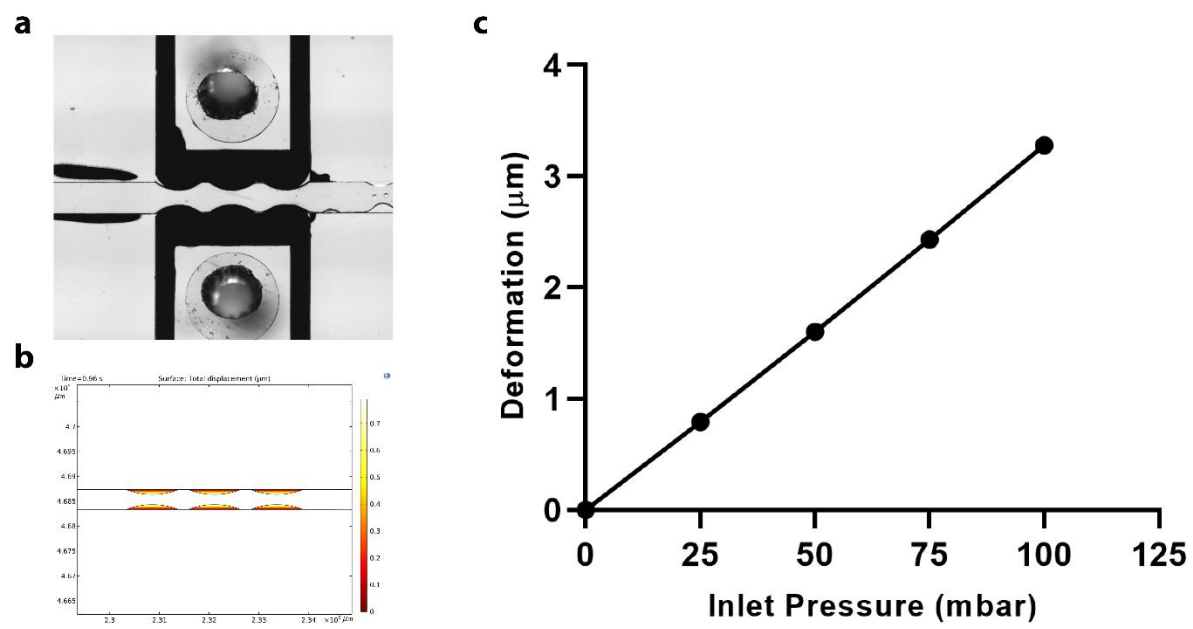 a
b
Time=0.96 s
Surface: Total displacement (μm)
μm
4.7
4.695
4.69
4.685
4.68
4.675
4.67
4.665
2.3
2.31
2.32
2.33
2.34
0.7
0.6
0.5
0.4
0.3
0.2
0.1
0
c
Deformation (μm)
4
3
2
1
0
0 25 50 75 100 125
Inlet Pressure (mbar)